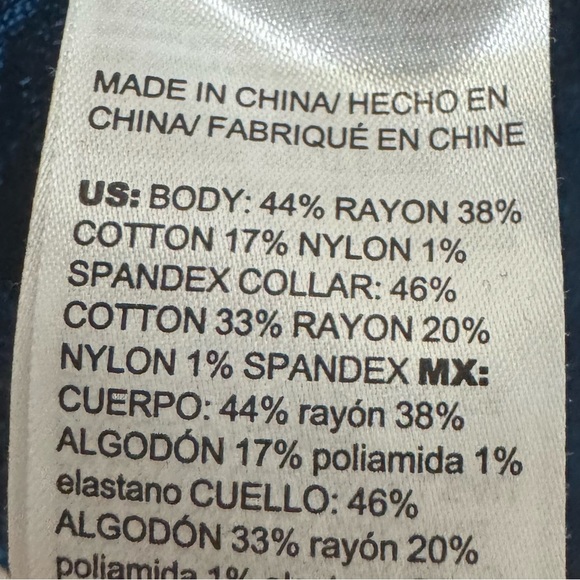 MADE IN CHINA/ HECHO EN
CHINA/ FABRIQUÉ EN CHINE
US: BODY: 44% RAYON 38%
COTTON 17% NYLON 1%
SPANDEX COLLAR: 46%
COTTON 33% RAYON 20%
NYLON 1% SPANDEX MX:
CUERPO: 44% rayón 38%
ALGODÓN 17% poliamida 1%
elastano CUELLO: 46%
ALGODÓN 33% rayón 20%
poliamida 1%